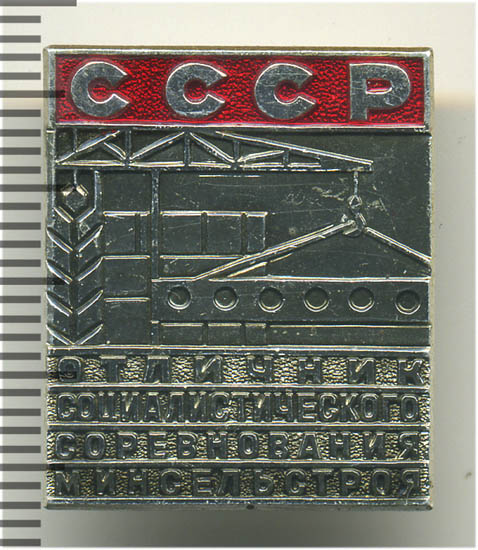 СССР
ОТЛИЧНИК
СОЦИАЛИСТИЧЕСКОГО
СОРЕВНОВАНИЯ
МИНСЕЛЬСТРОЯ